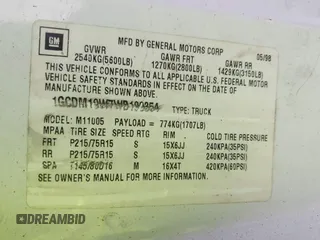 GM
MFD BY GENERAL MOTORS CORP 05/98
GVWR GAWR FRT GAWR RR
2540KG(5600LB) 1270KG(2800LB) 1429KG(3150LB)
THIS VEHICLE CONFORMS TO ALL APPLICABLE U.S. FEDERAL
MOTOR VEHICLE SAFETY STANDARDS IN EFFECT ON THE DATE OF
MANUFACTURE SHOWN ABOVE.
TYPE: TRUCK
MODEL: M11005 PAYLOAD = 774KG(1707LB)
MPAA TIRE SIZE SPEED RTG RIM COLD TIRE PRESSURE
FRT P215/75R15 S 15X6JJ 240KPA(35PSI)
RR P215/75R15 S 15X6JJ 240KPA(35PSI)
SPA M 16X4T 420KPA(60PSI)
SEE OWNER'S MANUAL FOR MORE INFORMATION
DREAMBID